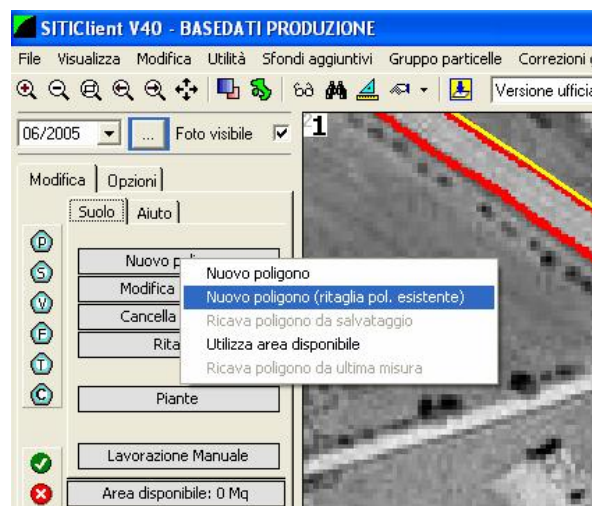 SITIClient V40 - BASEDATI PRODUZIONE
File Visualizza Modifica Utilità Sfondi aggiuntivi Gruppo particelle Correzioni
Versione ufficia
06/2005 ... Foto visibile
1
Modifica Opzioni
Suolo Aiuto
P
S
V
F
T
C
Nuovo p
Modifica
Cancella
Rita
Nuovo poligono
Nuovo poligono (ritaglia pol. esistente)
Ricava poligono da salvataggio
Utilizza area disponibile
Ricava poligono da ultima misura
Piante
Lavorazione Manuale
Area disponibile: 0 Mq